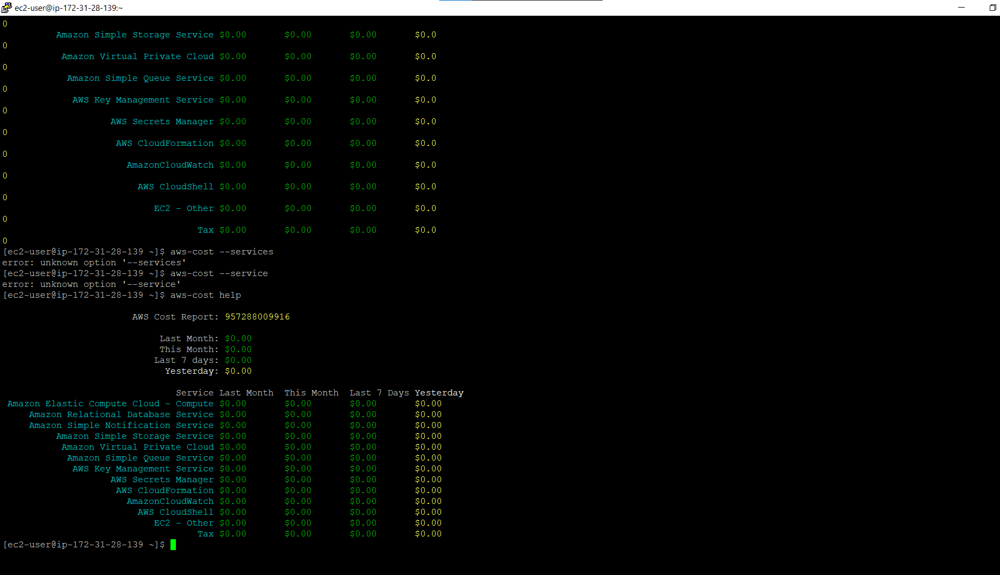 ec2-user@ip-172-31-28-139:~
0
Amazon Simple Storage Service $0.00 $0.00 $0.00 $0.0
0
Amazon Virtual Private Cloud $0.00 $0.00 $0.00 $0.0
0
Amazon Simple Queue Service $0.00 $0.00 $0.00 $0.0
0
AWS Key Management Service $0.00 $0.00 $0.00 $0.0
0
AWS Secrets Manager $0.00 $0.00 $0.00 $0.0
0
AWS CloudFormation $0.00 $0.00 $0.00 $0.0
0
AmazonCloudWatch $0.00 $0.00 $0.00 $0.0
0
AWS CloudShell $0.00 $0.00 $0.00 $0.0
0
EC2 - Other $0.00 $0.00 $0.00 $0.0
0
Tax $0.00 $0.00 $0.00 $0.0
0
[ec2-user@ip-172-31-28-139 ~]$ aws-cost --services
error: unknown option '--services'
[ec2-user@ip-172-31-28-139 ~]$ aws-cost --service
error: unknown option '--service'
[ec2-user@ip-172-31-28-139 ~]$ aws-cost help
AWS Cost Report: 957288009916
Last Month: $0.00
This Month: $0.00
Last 7 days: $0.00
Yesterday: $0.00
Service Last Month This Month Last 7 Days Yesterday
Amazon Elastic Compute Cloud - Compute $0.00 $0.00 $0.00 $0.00
Amazon Relational Database Service $0.00 $0.00 $0.00 $0.00
Amazon Simple Notification Service $0.00 $0.00 $0.00 $0.00
Amazon Simple Storage Service $0.00 $0.00 $0.00 $0.00
Amazon Virtual Private Cloud $0.00 $0.00 $0.00 $0.00
Amazon Simple Queue Service $0.00 $0.00 $0.00 $0.00
AWS Key Management Service $0.00 $0.00 $0.00 $0.00
AWS Secrets Manager $0.00 $0.00 $0.00 $0.00
AWS CloudFormation $0.00 $0.00 $0.00 $0.00
AmazonCloudWatch $0.00 $0.00 $0.00 $0.00
AWS CloudShell $0.00 $0.00 $0.00 $0.00
EC2 - Other $0.00 $0.00 $0.00 $0.00
Tax $0.00 $0.00 $0.00 $0.00
[ec2-user@ip-172-31-28-139 ~]$